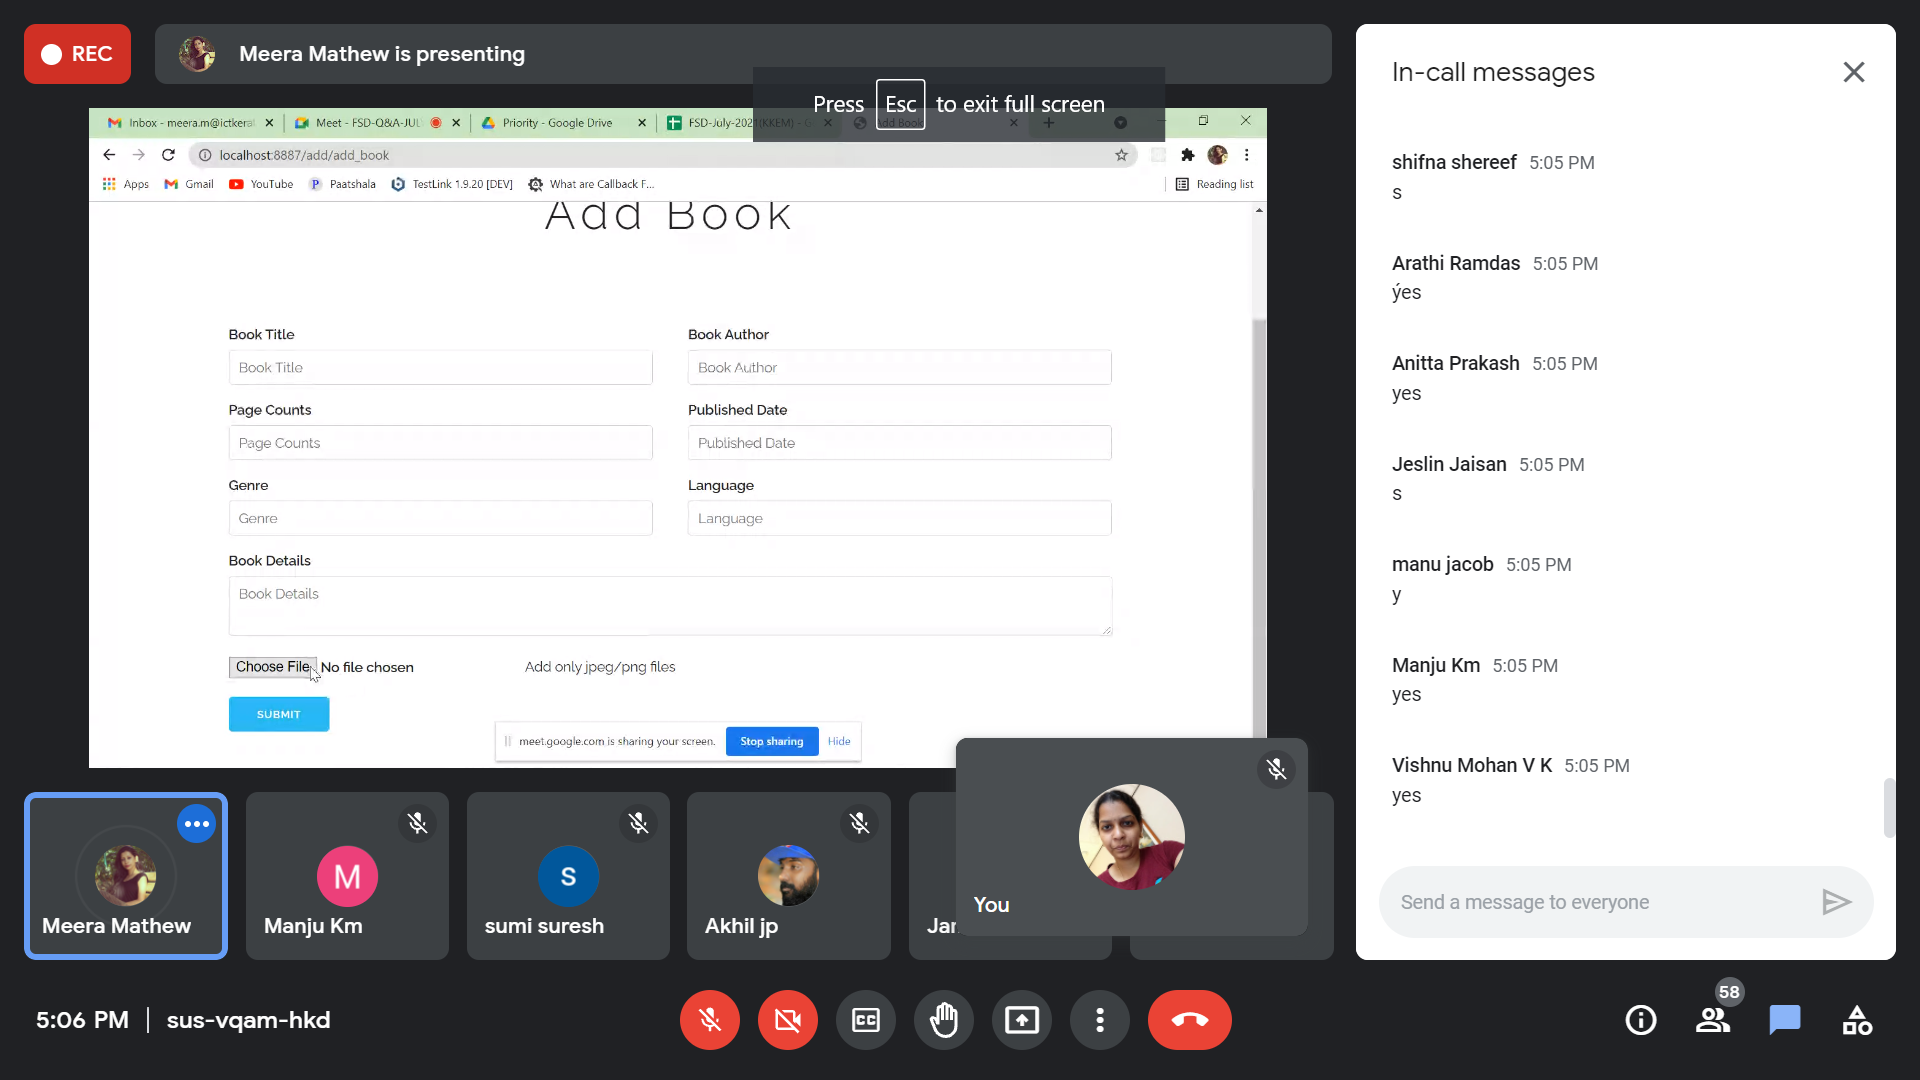 REC
Meera Mathew is presenting
Press Esc to exit full screen
Inbox - meera.m@ictkeral
Meet - FSD-Q&A-JUL
Priority - Google Drive
FSD-July-2021(KKEM) - G
Add Book
localhost:8887/add/add_book
Apps
Gmail
YouTube
Paatshala
TestLink 1.9.20 [DEV]
What are Callback F...
Reading list
Add Book
Book Title
Book Author
Book Title
Book Author
Page Counts
Published Date
Page Counts
Published Date
Genre
Language
Genre
Language
Book Details
Book Details
Choose File No file chosen
Add only jpeg/png files
SUBMIT
meet.google.com is sharing your screen.
Stop sharing
Hide
M
S
Meera Mathew
Manju Km
sumi suresh
Akhil jp
Jar
You
In-call messages
shifna shereef 5:05 PM
s
Arathi Ramdas 5:05 PM
ýes
Anitta Prakash 5:05 PM
yes
Jeslin Jaisan 5:05 PM
s
manu jacob 5:05 PM
y
Manju Km 5:05 PM
yes
Vishnu Mohan V K 5:05 PM
yes
Send a message to everyone
5:06 PM
sus-vqam-hkd
CC
58